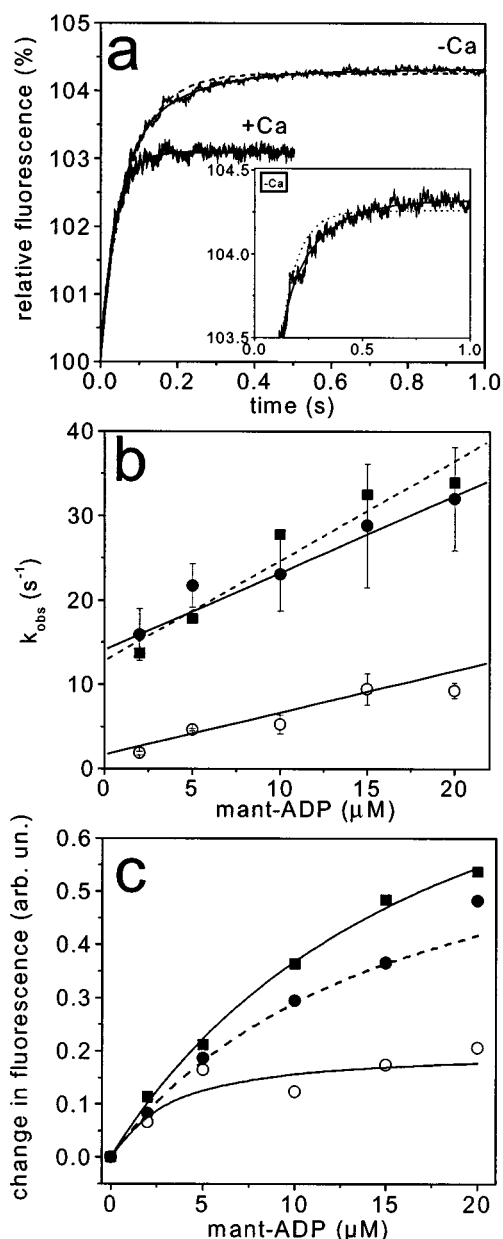 a
relative fluorescence (%)
105
104
103
102
101
100
-Ca
+Ca
-Ca
104.5
104.0
103.5
0.0 0.5 1.0
0.0 0.2 0.4 0.6 0.8 1.0
time (s)
b
k_obs (s⁻¹)
40
30
20
10
0
0 5 10 15 20
mant-ADP (µM)
c
change in fluorescence (arb. un.)
0.6
0.5
0.4
0.3
0.2
0.1
0.0
0 5 10 15 20
mant-ADP (µM)